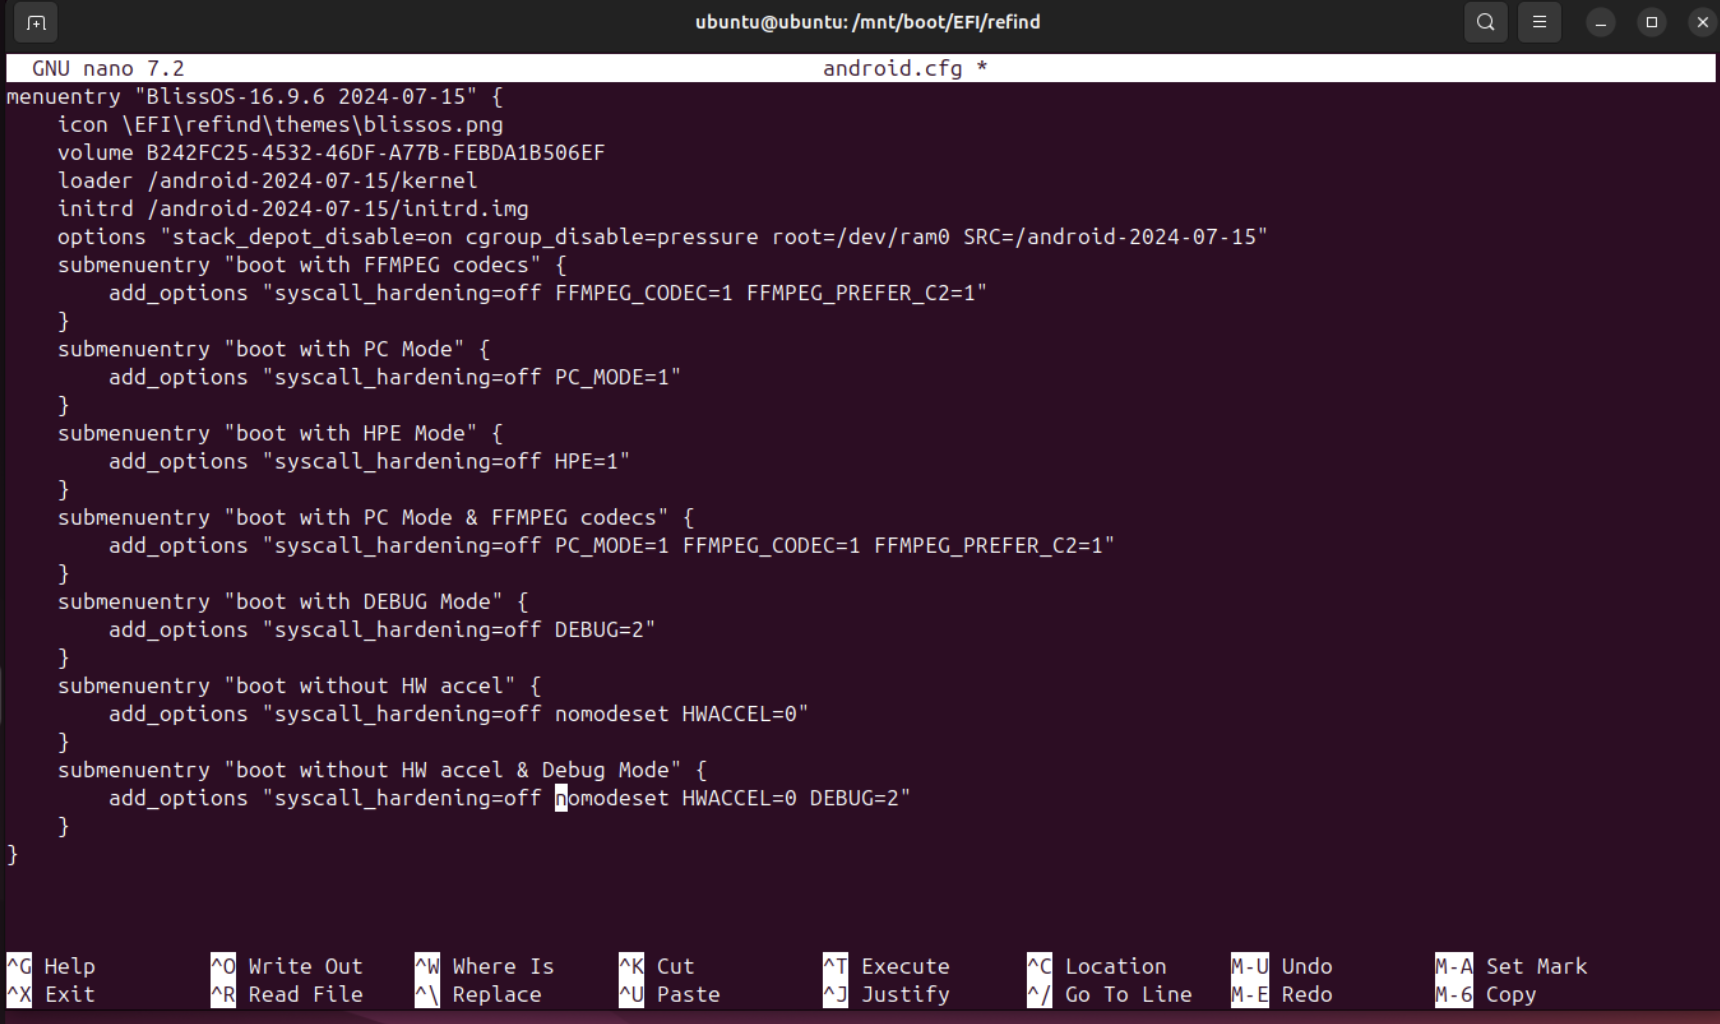 ubuntu@ubuntu: /mnt/boot/EFI/refind
GNU nano 7.2 android.cfg *
menuentry "BlissOS-16.9.6 2024-07-15" {
    icon \EFI\refind\themes\blissos.png
    volume B242FC25-4532-46DF-A77B-FEBDA1B506EF
    loader /android-2024-07-15/kernel
    initrd /android-2024-07-15/initrd.img
    options "stack_depot_disable=on cgroup_disable=pressure root=/dev/ram0 SRC=/android-2024-07-15"
    submenuentry "boot with FFMPEG codecs" {
        add_options "syscall_hardening=off FFMPEG_CODEC=1 FFMPEG_PREFER_C2=1"
    }
    submenuentry "boot with PC Mode" {
        add_options "syscall_hardening=off PC_MODE=1"
    }
    submenuentry "boot with HPE Mode" {
        add_options "syscall_hardening=off HPE=1"
    }
    submenuentry "boot with PC Mode & FFMPEG codecs" {
        add_options "syscall_hardening=off PC_MODE=1 FFMPEG_CODEC=1 FFMPEG_PREFER_C2=1"
    }
    submenuentry "boot with DEBUG Mode" {
        add_options "syscall_hardening=off DEBUG=2"
    }
    submenuentry "boot without HW accel" {
        add_options "syscall_hardening=off nomodeset HWACCEL=0"
    }
    submenuentry "boot without HW accel & Debug Mode" {
        add_options "syscall_hardening=off nomodeset HWACCEL=0 DEBUG=2"
    }
}
^G Help ^O Write Out ^W Where Is ^K Cut ^T Execute ^C Location M-U Undo M-A Set Mark
^X Exit ^R Read File ^\ Replace ^U Paste ^J Justify ^/ Go To Line M-E Redo M-6 Copy